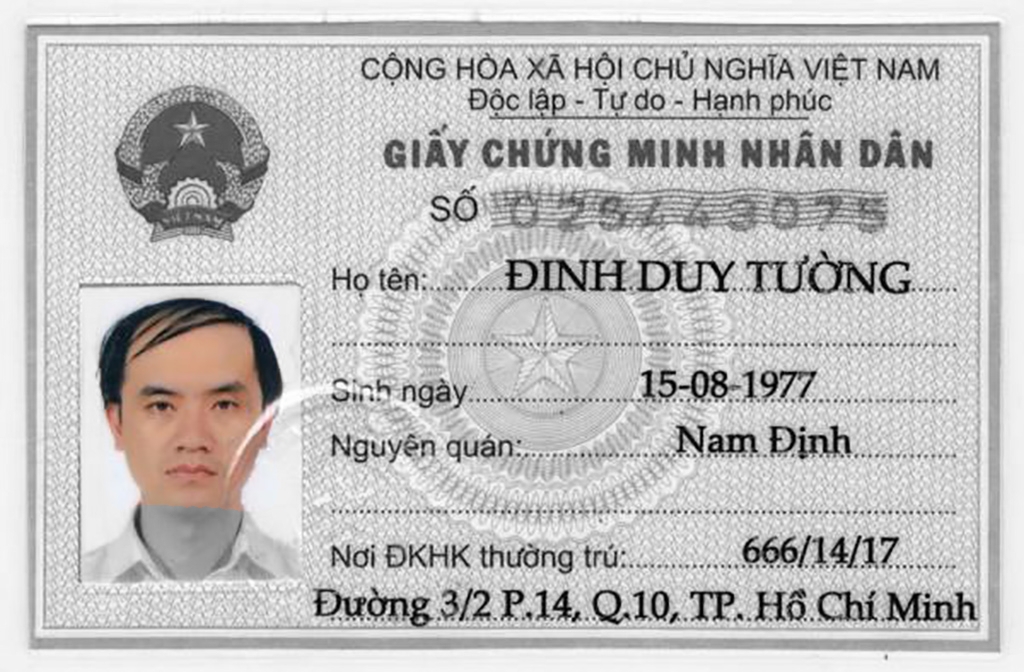 CỘNG HÒA XÃ HỘI CHỦ NGHĨA VIỆT NAM
Độc lập - Tự do - Hạnh phúc
GIẤY CHỨNG MINH NHÂN DÂN
SỐ 025443075
Họ tên: ĐINH DUY TƯỜNG
Sinh ngày 15-08-1977
Nguyên quán: Nam Định
Nơi ĐKHK thường trú: 666/14/17
Đường 3/2 P.14, Q.10, TP. Hồ Chí Minh
VIỆT NAM